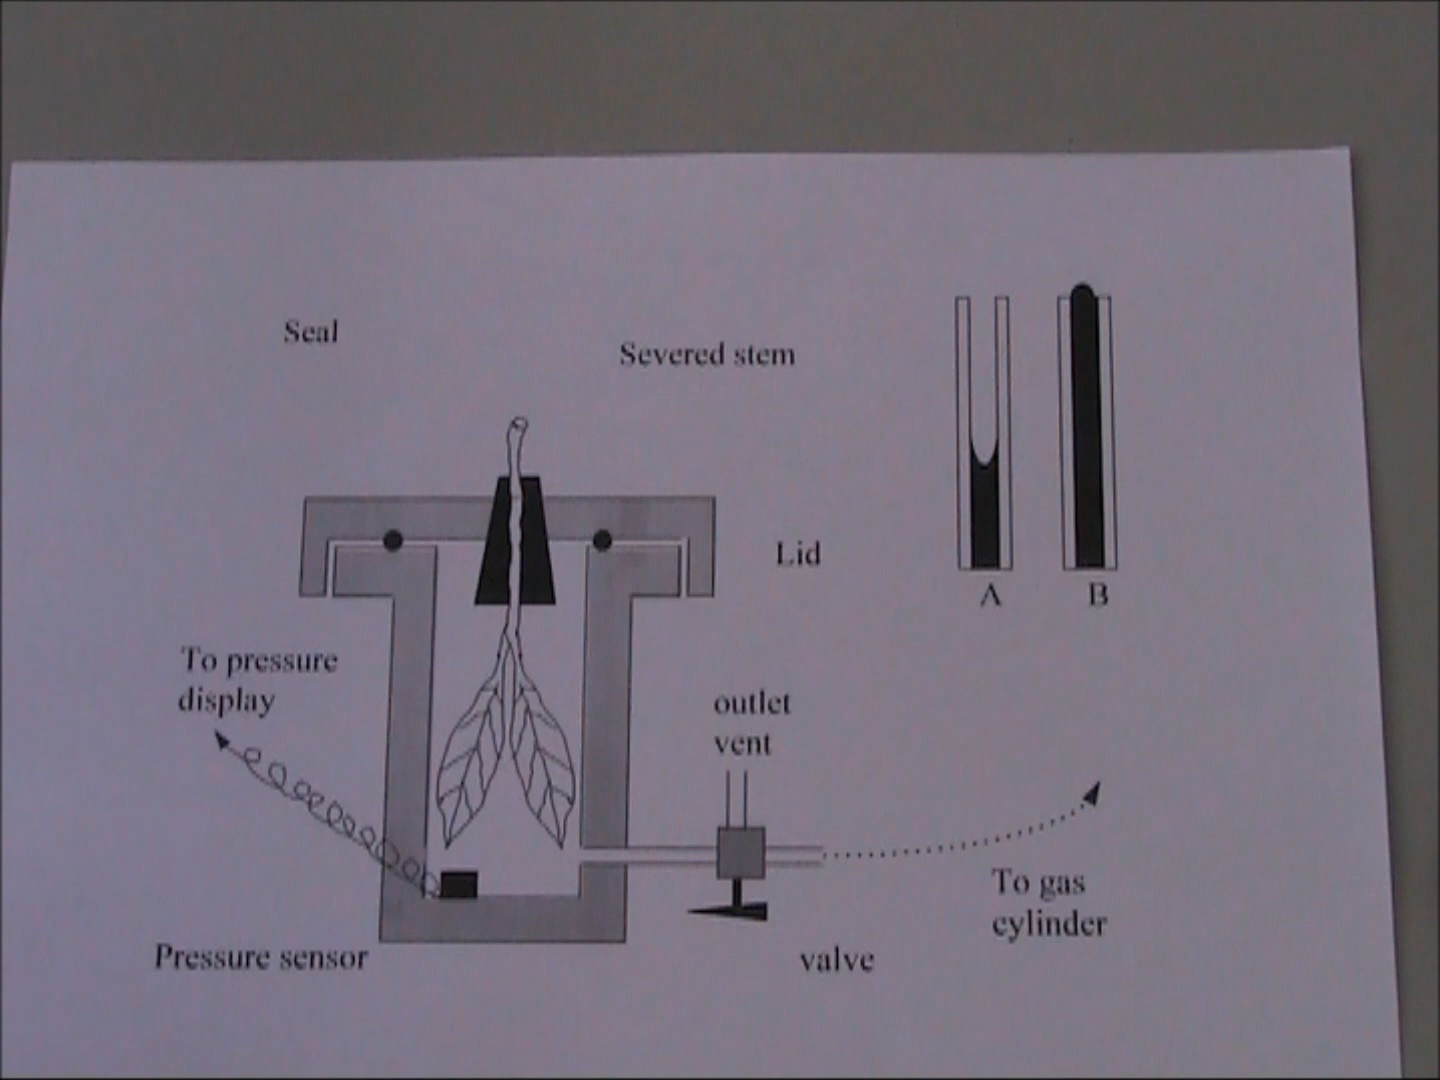 Seal
Severed stem
Lid
A
B
To pressure
display
outlet
vent
To gas
cylinder
Pressure sensor
valve